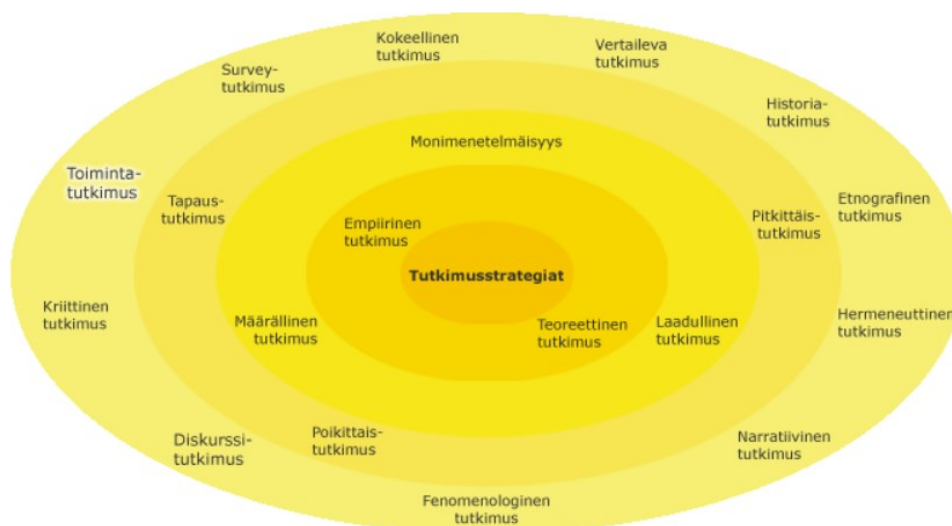 Kokeellinen
tutkimus
Vertaileva
tutkimus
Survey-
tutkimus
Historia-
tutkimus
Monimenetelmäisyys
Toiminta-
tutkimus
Tapaus-
tutkimus
Etnografinen
tutkimus
Pitkittäis-
tutkimus
Empiirinen
tutkimus
Tutkimusstrategiat
Kriittinen
tutkimus
Määrällinen
tutkimus
Teoreettinen
tutkimus
Laadullinen
tutkimus
Hermeneuttinen
tutkimus
Diskurssi-
tutkimus
Poikittais-
tutkimus
Narratiivinen
tutkimus
Fenomenologinen
tutkimus